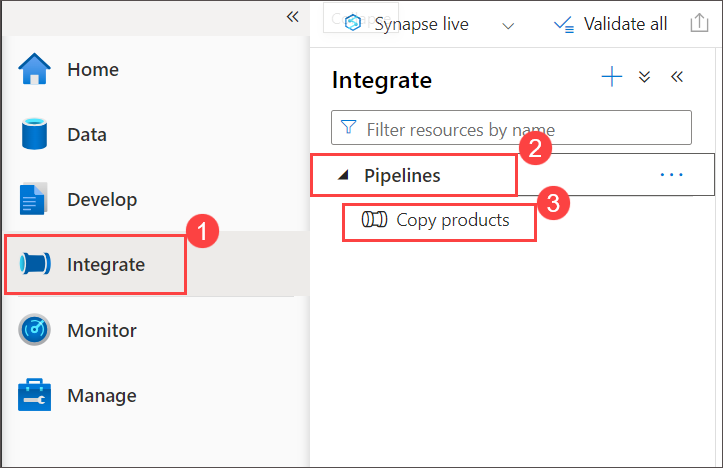 «
Synapse live
Validate all
Home
Data
Develop
Integrate
1
Monitor
Manage
Integrate
«
Filter resources by name
2
Pipelines
...
3
Copy products